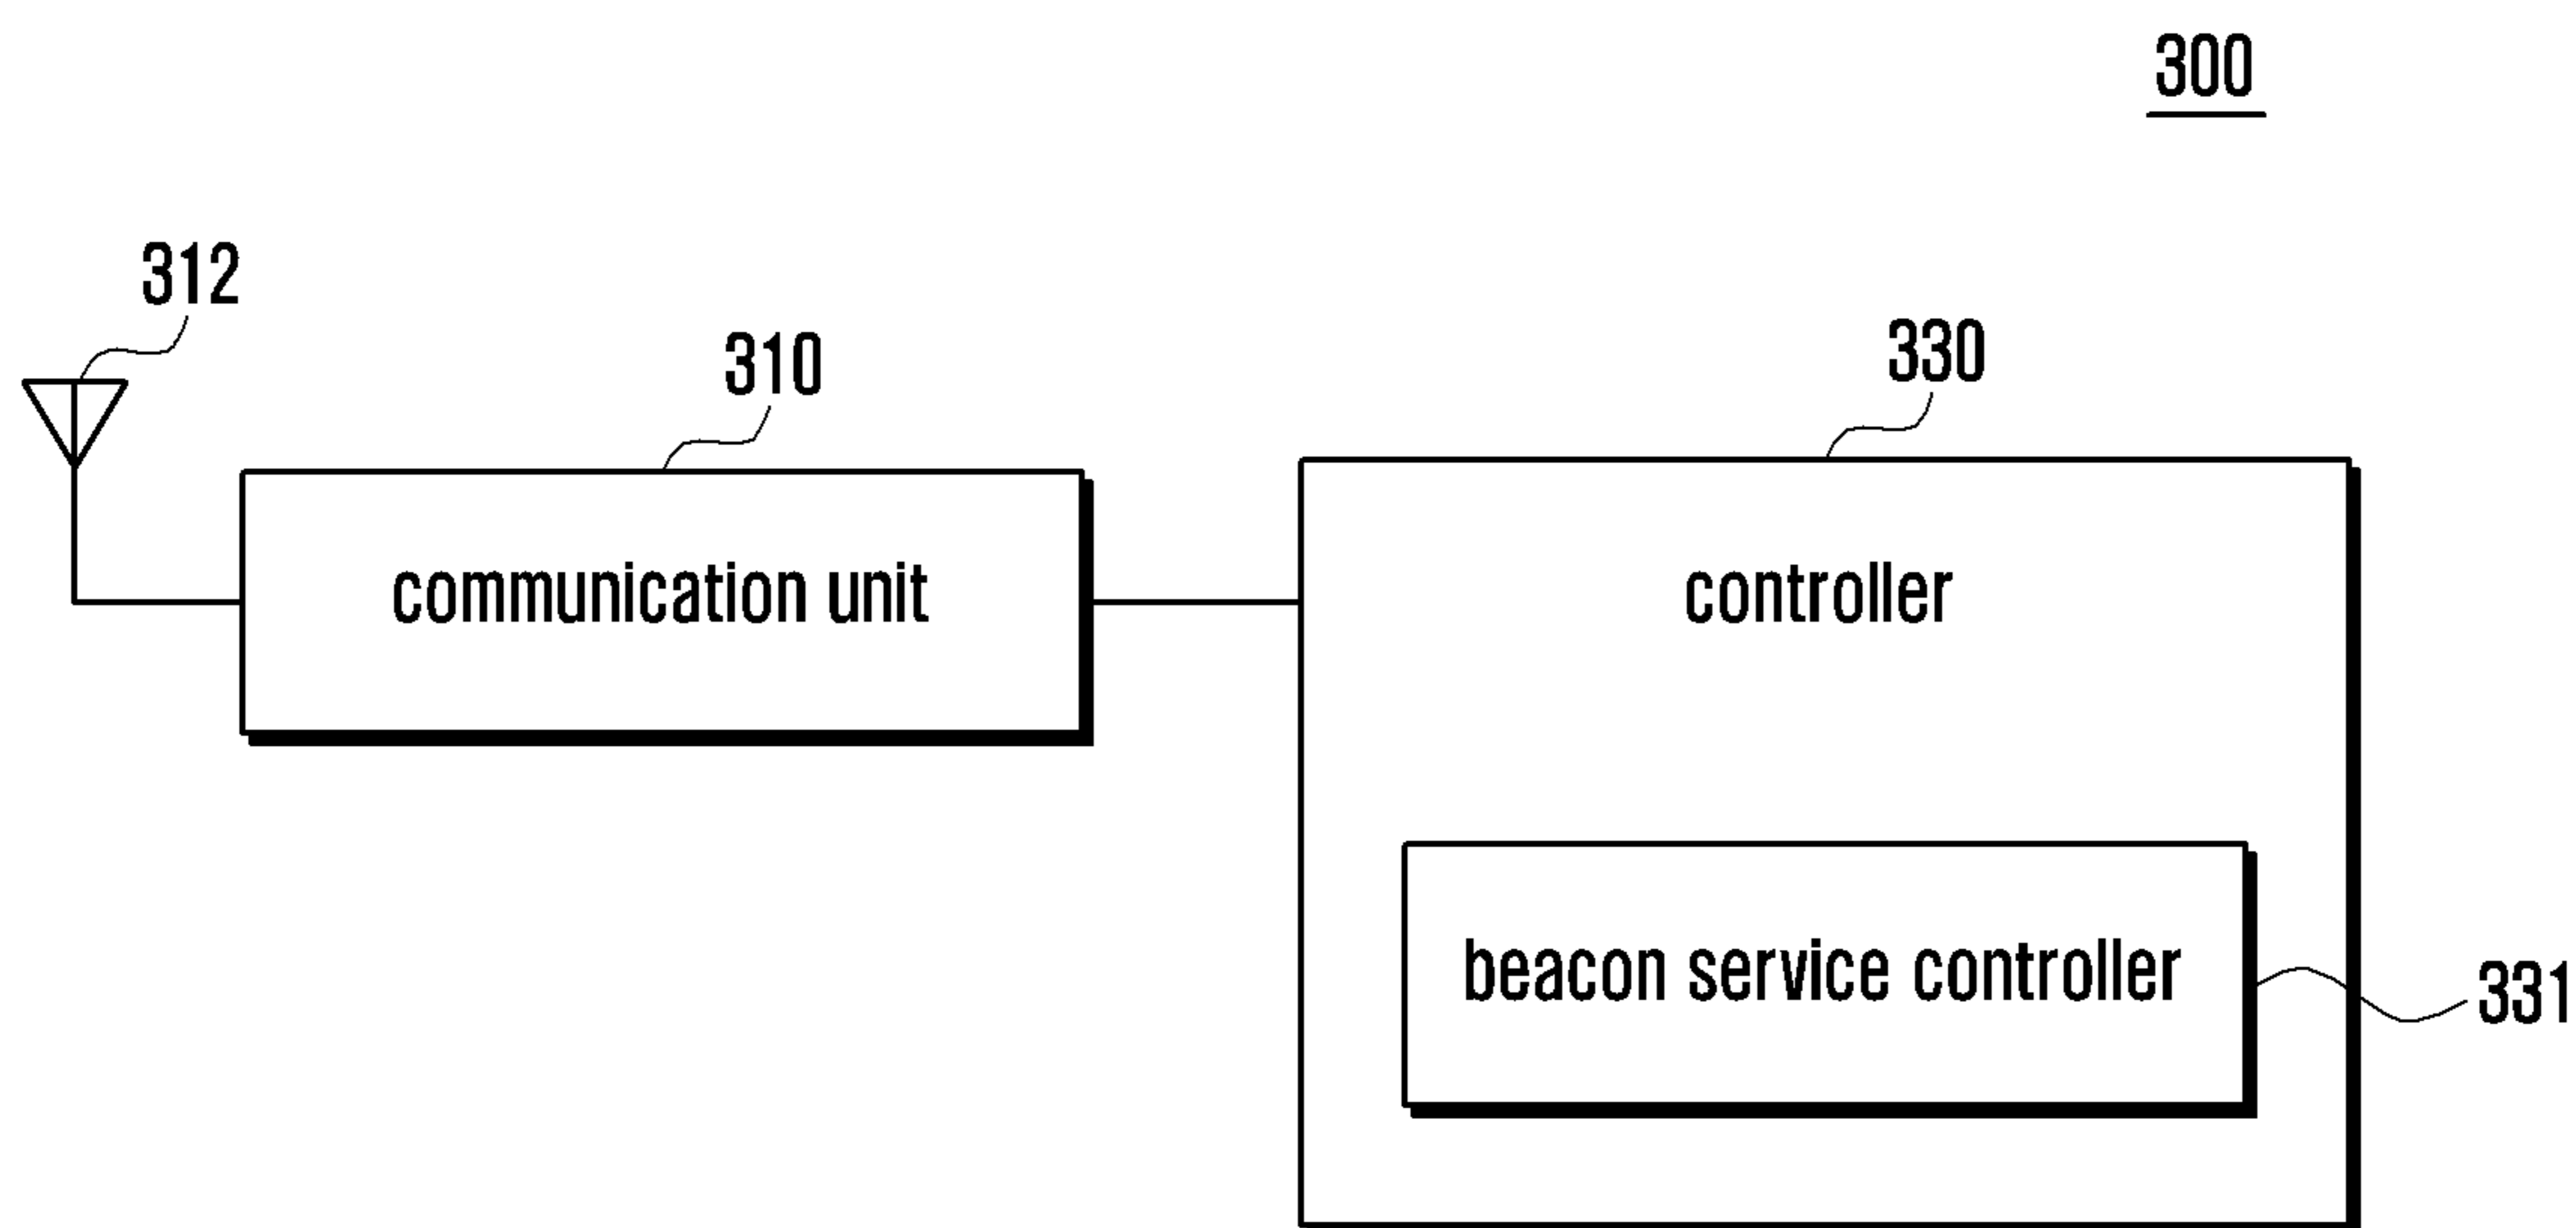 300
312
310
330
communication unit
controller
beacon service controller
331